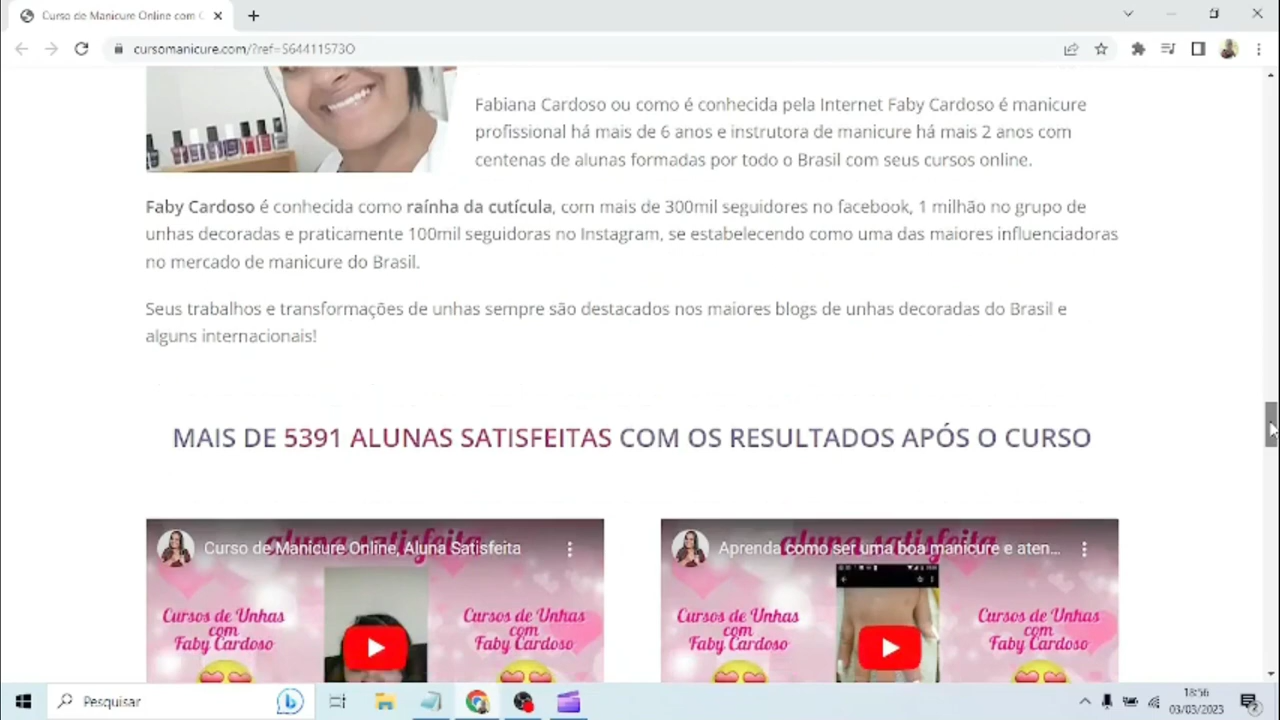 Curso de Manicure Online com
cursomanicure.com/?ref=S64411573O
Fabiana Cardoso ou como é conhecida pela Internet Faby Cardoso é manicure
profissional há mais de 6 anos e instrutora de manicure há mais 2 anos com
centenas de alunas formadas por todo o Brasil com seus cursos online.
Faby Cardoso é conhecida como raínha da cutícula, com mais de 300mil seguidores no facebook, 1 milhão no grupo de
unhas decoradas e praticamente 100mil seguidoras no Instagram, se estabelecendo como uma das maiores influenciadoras
no mercado de manicure do Brasil.
Seus trabalhos e transformações de unhas sempre são destacados nos maiores blogs de unhas decoradas do Brasil e
alguns internacionais!
MAIS DE 5391 ALUNAS SATISFEITAS COM OS RESULTADOS APÓS O CURSO
aluna satisfeita
Curso de Manicure Online, Aluna Satisfeita
Cursos de Unhas
com
Faby Cardoso
Cursos de Unhas
com
Faby Cardoso
aluna satisfeita
Aprenda como ser uma boa manicure e aten...
Cursos de Unhas
com
Faby Cardoso
Cursos de Unhas
com
Faby Cardoso
Pesquisar
18:56
03/03/2023
2